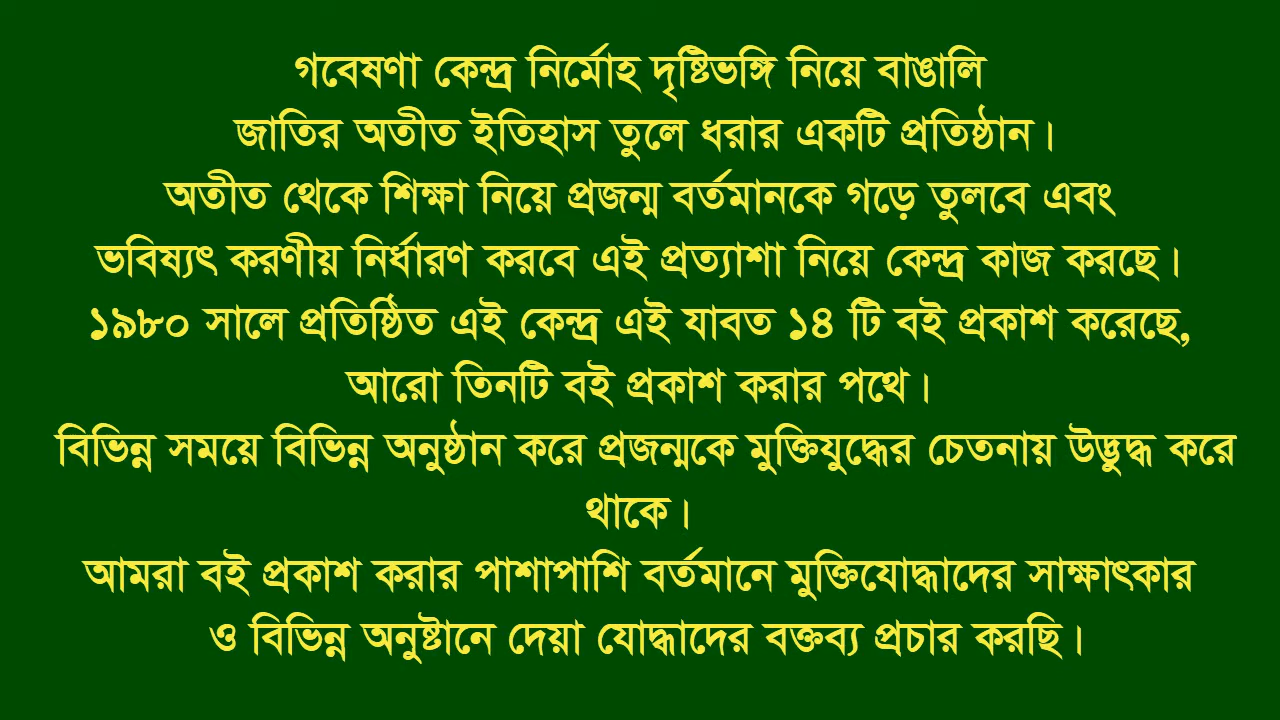 গবেষণা কেন্দ্র নির্মোহ দৃষ্টিভঙ্গি নিয়ে বাঙালি
জাতির অতীত ইতিহাস তুলে ধরার একটি প্রতিষ্ঠান।
অতীত থেকে শিক্ষা নিয়ে প্রজন্ম বর্তমানকে গড়ে তুলবে এবং
ভবিষ্যৎ করণীয় নির্ধারণ করবে এই প্রত্যাশা নিয়ে কেন্দ্র কাজ করছে।
১৯৮০ সালে প্রতিষ্ঠিত এই কেন্দ্র এই যাবত ১৪ টি বই প্রকাশ করেছে,
আরো তিনটি বই প্রকাশ করার পথে।
বিভিন্ন সময়ে বিভিন্ন অনুষ্ঠান করে প্রজন্মকে মুক্তিযুদ্ধের চেতনায় উদ্ভুদ্ধ করে
থাকে।
আমরা বই প্রকাশ করার পাশাপাশি বর্তমানে মুক্তিযোদ্ধাদের সাক্ষাৎকার
ও বিভিন্ন অনুষ্টানে দেয়া যোদ্ধাদের বক্তব্য প্রচার করছি।